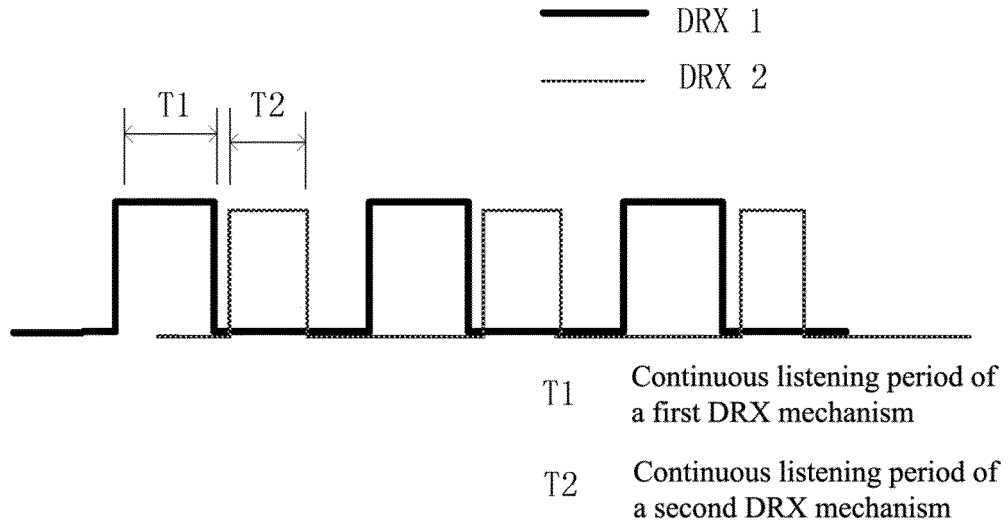 DRX 1
DRX 2
T1 T2
T1 Continuous listening period of
a first DRX mechanism
T2 Continuous listening period of
a second DRX mechanism